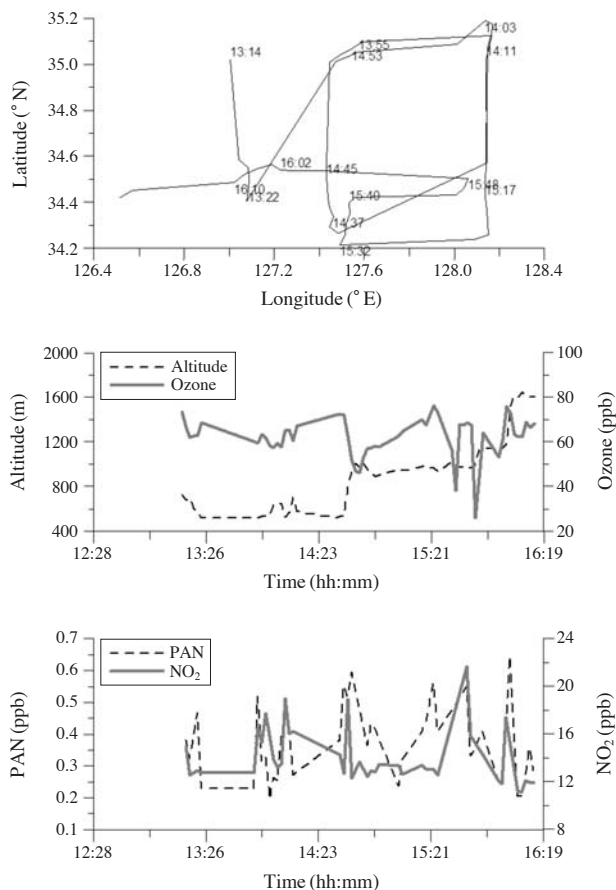 35.2
35.0
34.8
34.6
34.4
34.2
Latitude (° N)
13:14
13:55
14:53
14:03
14:11
16:02
14:45
16:10
13:22
15:40
15:48
15:17
14:37
15:32
126.4 126.8 127.2 127.6 128.0 128.4
Longitude (° E)
2000
1600
1200
800
400
Altitude (m)
Altitude
Ozone
100
80
60
40
20
Ozone (ppb)
12:28 13:26 14:23 15:21 16:19
Time (hh:mm)
0.7
0.6
0.5
0.4
0.3
0.2
0.1
PAN (ppb)
PAN
NO₂
24
20
16
12
8
NO₂ (ppb)
12:28 13:26 14:23 15:21 16:19
Time (hh:mm)